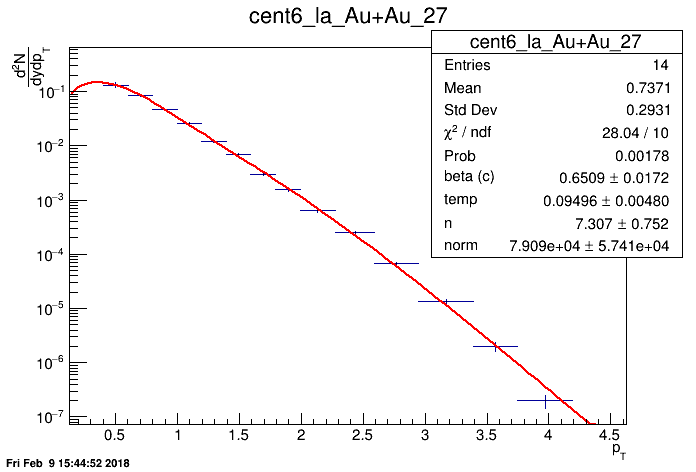 cent6_la_Au+Au_27
d²N
dydp_T
cent6_la_Au+Au_27
Entries 14
Mean 0.7371
Std Dev 0.2931
χ² / ndf 28.04 / 10
Prob 0.00178
beta (c) 0.6509 ± 0.0172
temp 0.09496 ± 0.00480
n 7.307 ± 0.752
norm 7.909e+04 ± 5.741e+04
10⁻¹
10⁻²
10⁻³
10⁻⁴
10⁻⁵
10⁻⁶
10⁻⁷
0.5 1 1.5 2 2.5 3 3.5 4 4.5
p_T
Fri Feb 9 15:44:52 2018